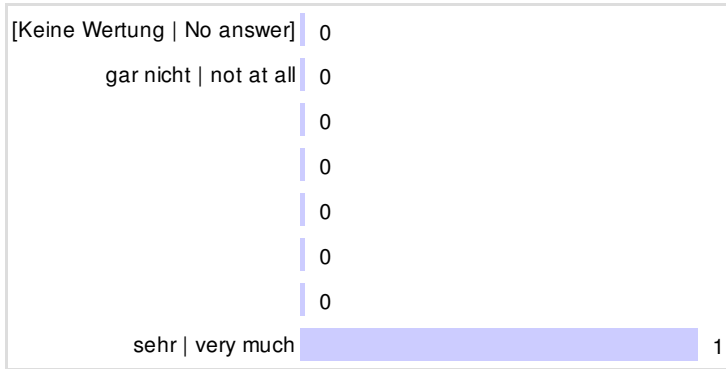 [Keine Wertung | No answer] 0
gar nicht | not at all 0
0
0
0
0
0
sehr | very much 1